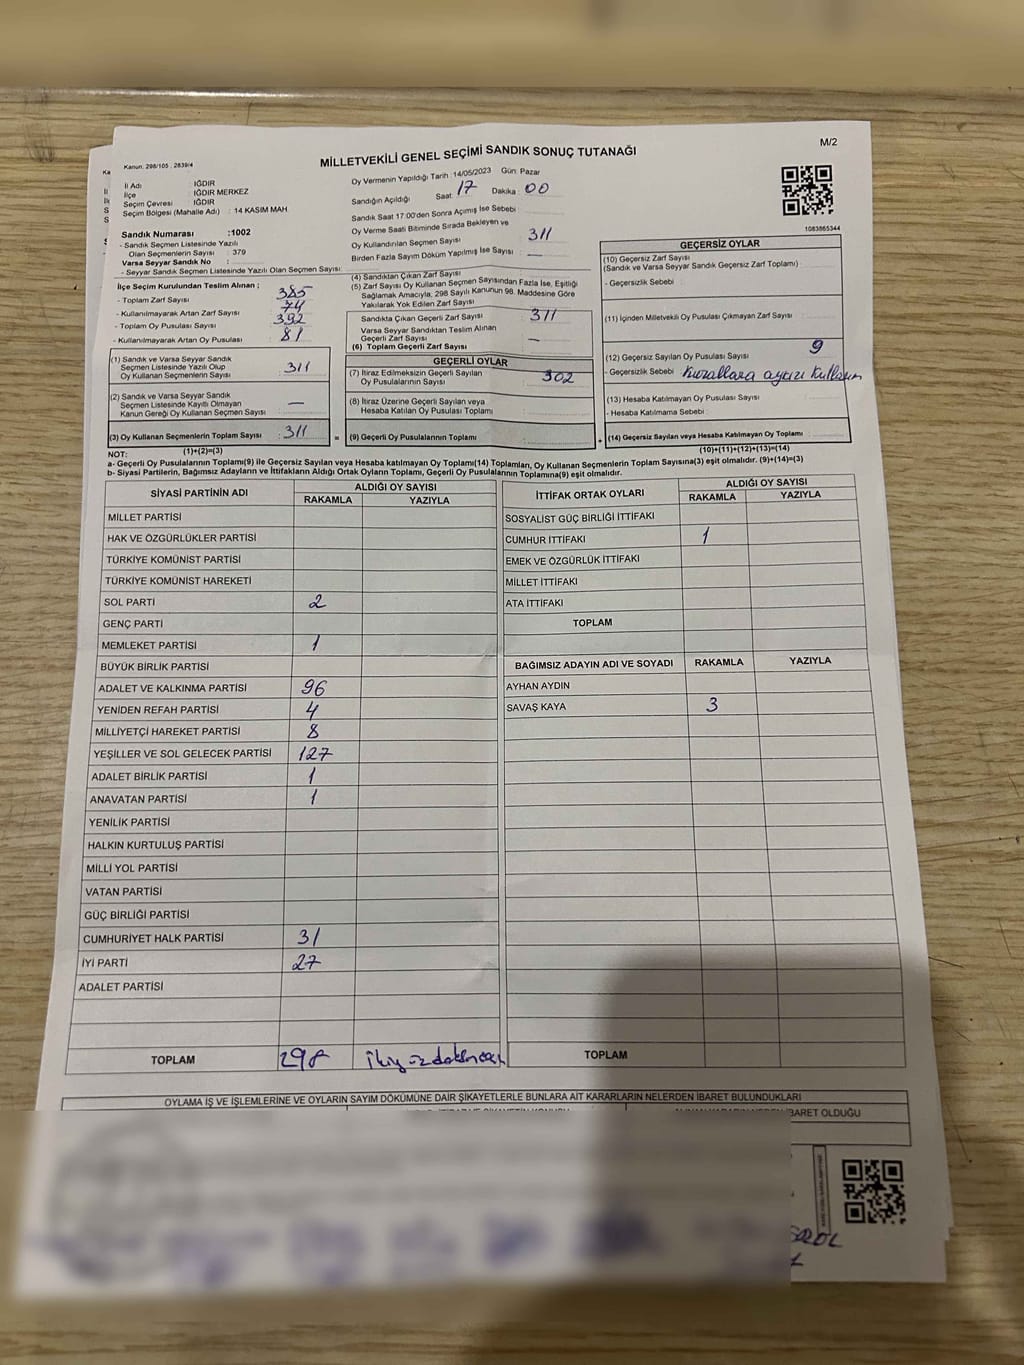 M/2
Kanun: 298/105 , 2839/4
MİLLETVEKİLİ GENEL SEÇİMİ SANDIK SONUÇ TUTANAĞI
İl Adı : IĞDIR
İlçe : IĞDIR MERKEZ
Seçim Çevresi : IĞDIR
Seçim Bölgesi (Mahalle Adı) : 14 KASIM MAH.
Sandık Numarası :1002
- Sandık Seçmen Listesinde Yazılı
Olan Seçmenlerin Sayısı : 379
Varsa Seyyar Sandık No :
- Seyyar Sandık Seçmen Listesinde Yazılı Olan Seçmen Sayısı:
İlçe Seçim Kurulundan Teslim Alınan ;
- Toplam Zarf Sayısı : 385
- Kullanılmayarak Artan Zarf Sayısı : 74
- Toplam Oy Pusulası Sayısı : 392
- Kullanılmayarak Artan Oy Pusulası : 81
Oy Vermenin Yapıldığı Tarih :14/05/2023 Gün: Pazar
Sandığın Açıldığı Saat: 17 Dakika: 00
Sandık Saat 17.00'den Sonra Açımış İse Sebebi :
Oy Verme Saati Bitiminde Sırada Bekleyen ve
Oy Kullandırılan Seçmen Sayısı 311
Birden Fazla Sayım Döküm Yapılmış İse Sayısı : —
(4) Sandıktan Çıkan Zarf Sayısı
(5) Zarf Sayısı Oy Kullanan Seçmen Sayısından Fazla İse, Eşitliği
Sağlamak Amacıyla, 298 Sayılı Kanunun 98. Maddesine Göre
Yakılarak Yok Edilen Zarf Sayısı
Sandıkta Çıkan Geçerli Zarf Sayısı 311
Varsa Seyyar Sandıktan Teslim Alınan
Geçerli Zarf Sayısı —
(6) Toplam Geçerli Zarf Sayısı
1083865344
(1) Sandık ve Varsa Seyyar Sandık
Seçmen Listesinde Yazılı Olup
Oy Kullanan Seçmenlerin Sayısı : 311
(2) Sandık ve Varsa Seyyar Sandık
Seçmen Listesinde Kayıtlı Olmayan
Kanun Gereği Oy Kullanan Seçmen Sayısı : —
(3) Oy Kullanan Seçmenlerin Toplam Sayısı : 311
(1)+(2)=(3)
=
GEÇERLİ OYLAR
(7) İtiraz Edilmeksizin Geçerli Sayılan
Oy Pusulalarının Sayısı : 302
(8) İtiraz Üzerine Geçerli Sayılan veya
Hesaba Katılan Oy Pusulası Toplamı :
(9) Geçerli Oy Pusulalarının Toplamı :
+
GEÇERSİZ OYLAR
(10) Geçersiz Zarf Sayısı
(Sandık ve Varsa Seyyar Sandık Geçersiz Zarf Toplamı) :
- Geçersizlik Sebebi :
(11) İçinden Milletvekili Oy Pusulası Çıkmayan Zarf Sayısı :
(12) Geçersiz Sayılan Oy Pusulası Sayısı : 9
- Geçersizlik Sebebi : Kurallara aykırı kullanım
(13) Hesaba Katılmayan Oy Pusulası Sayısı :
- Hesaba Katılmama Sebebi :
(14) Geçersiz Sayılan veya Hesaba Katılmayan Oy Toplamı :
(10)+(11)+(12)+(13)=(14)
NOT:
a- Geçerli Oy Pusulalarının Toplamı(9) ile Geçersiz Sayılan veya Hesaba katılmayan Oy Toplamı(14) Toplamları, Oy Kullanan Seçmenlerin Toplam Sayısına(3) eşit olmalıdır. (9)+(14)=(3)
b- Siyasi Partilerin, Bağımsız Adayların ve İttifakların Aldığı Ortak Oyların Toplamı, Geçerli Oy Pusulalarının Toplamına(9) eşit olmalıdır.
SİYASİ PARTİNİN ADI ALDIĞI OY SAYISI
RAKAMLA YAZIYLA
MİLLET PARTİSİ
HAK VE ÖZGÜRLÜKLER PARTİSİ
TÜRKİYE KOMÜNİST PARTİSİ
TÜRKİYE KOMÜNİST HAREKETİ
SOL PARTİ 2
GENÇ PARTİ
MEMLEKET PARTİSİ 1
BÜYÜK BİRLİK PARTİSİ
ADALET VE KALKINMA PARTİSİ 96
YENİDEN REFAH PARTİSİ 4
MİLLİYETÇİ HAREKET PARTİSİ 8
YEŞİLLER VE SOL GELECEK PARTİSİ 127
ADALET BİRLİK PARTİSİ 1
ANAVATAN PARTİSİ 1
YENİLİK PARTİSİ
HALKIN KURTULUŞ PARTİSİ
MİLLİ YOL PARTİSİ
VATAN PARTİSİ
GÜÇ BİRLİĞİ PARTİSİ
CUMHURİYET HALK PARTİSİ 31
İYİ PARTİ 27
ADALET PARTİSİ
TOPLAM 298
İTTİFAK ORTAK OYLARI ALDIĞI OY SAYISI
RAKAMLA YAZIYLA
SOSYALİST GÜÇ BİRLİĞİ İTTİFAKI
CUMHUR İTTİFAKI 1
EMEK VE ÖZGÜRLÜK İTTİFAKI
MİLLET İTTİFAKI
ATA İTTİFAKI
TOPLAM
BAĞIMSIZ ADAYIN ADI VE SOYADI RAKAMLA YAZIYLA
AYHAN AYDIN
SAVAŞ KAYA 3
TOPLAM
OYLAMA İŞ VE İŞLEMLERİNE VE OYLARIN SAYIM DÖKÜMÜNE DAİR ŞİKAYETLERLE BUNLARA AİT KARARLARIN NELERDEN İBARET BULUNDUKLARI
İBARET OLDUĞU